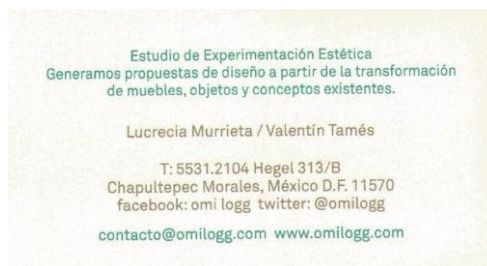 Estudio de Experimentación Estética
Generamos propuestas de diseño a partir de la transformación
de muebles, objetos y conceptos existentes.
Lucrecia Murrieta / Valentín Tamés
T: 5531.2104 Hegel 313/B
Chapultepec Morales, México D.F. 11570
facebook: omi logg twitter: @omilogg
contacto@omilogg.com www.omilogg.com